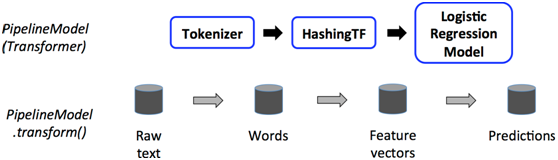 PipelineModel
(Transformer)
Tokenizer
HashingTF
Logistic
Regression
Model
PipelineModel
.transform()
Raw
text
Words
Feature
vectors
Predictions